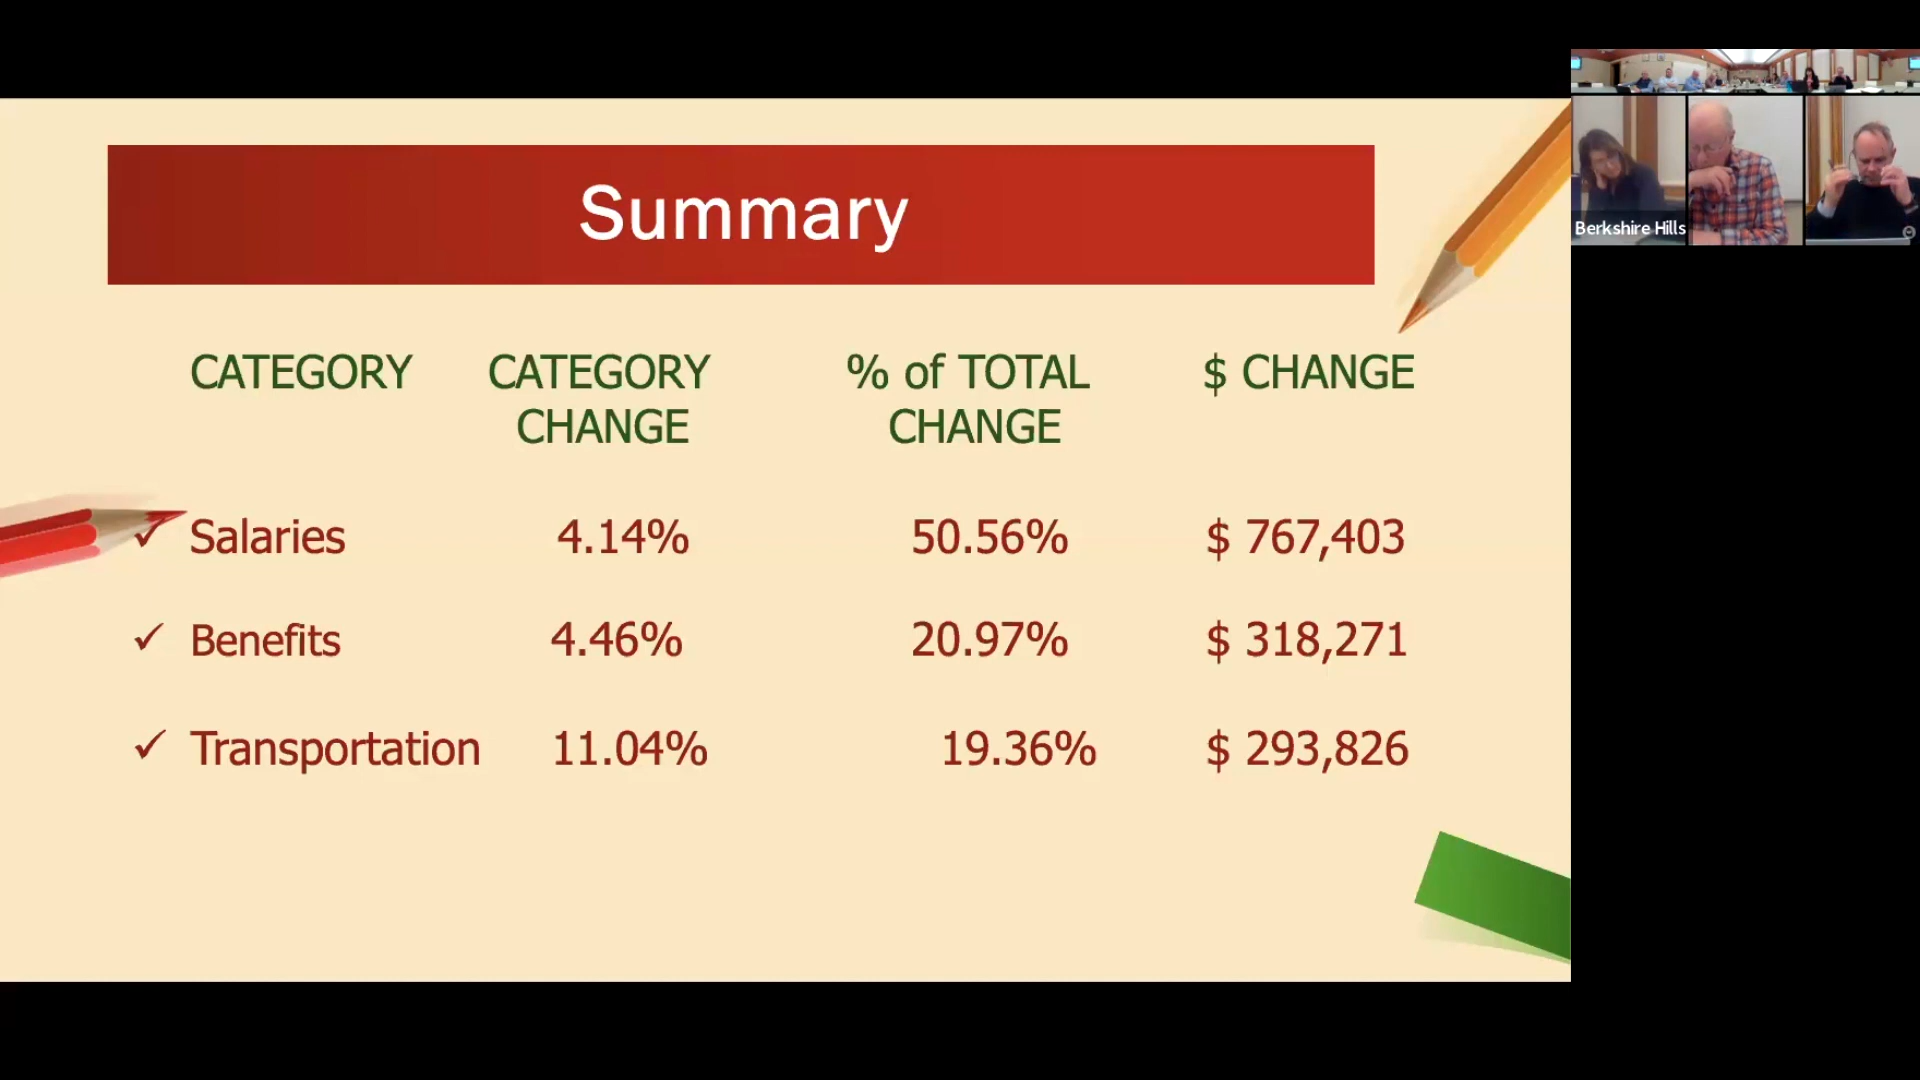 Summary
CATEGORY CATEGORY CHANGE % of TOTAL CHANGE $ CHANGE
✓ Salaries 4.14% 50.56% $ 767,403
✓ Benefits 4.46% 20.97% $ 318,271
✓ Transportation 11.04% 19.36% $ 293,826
Berkshire Hills